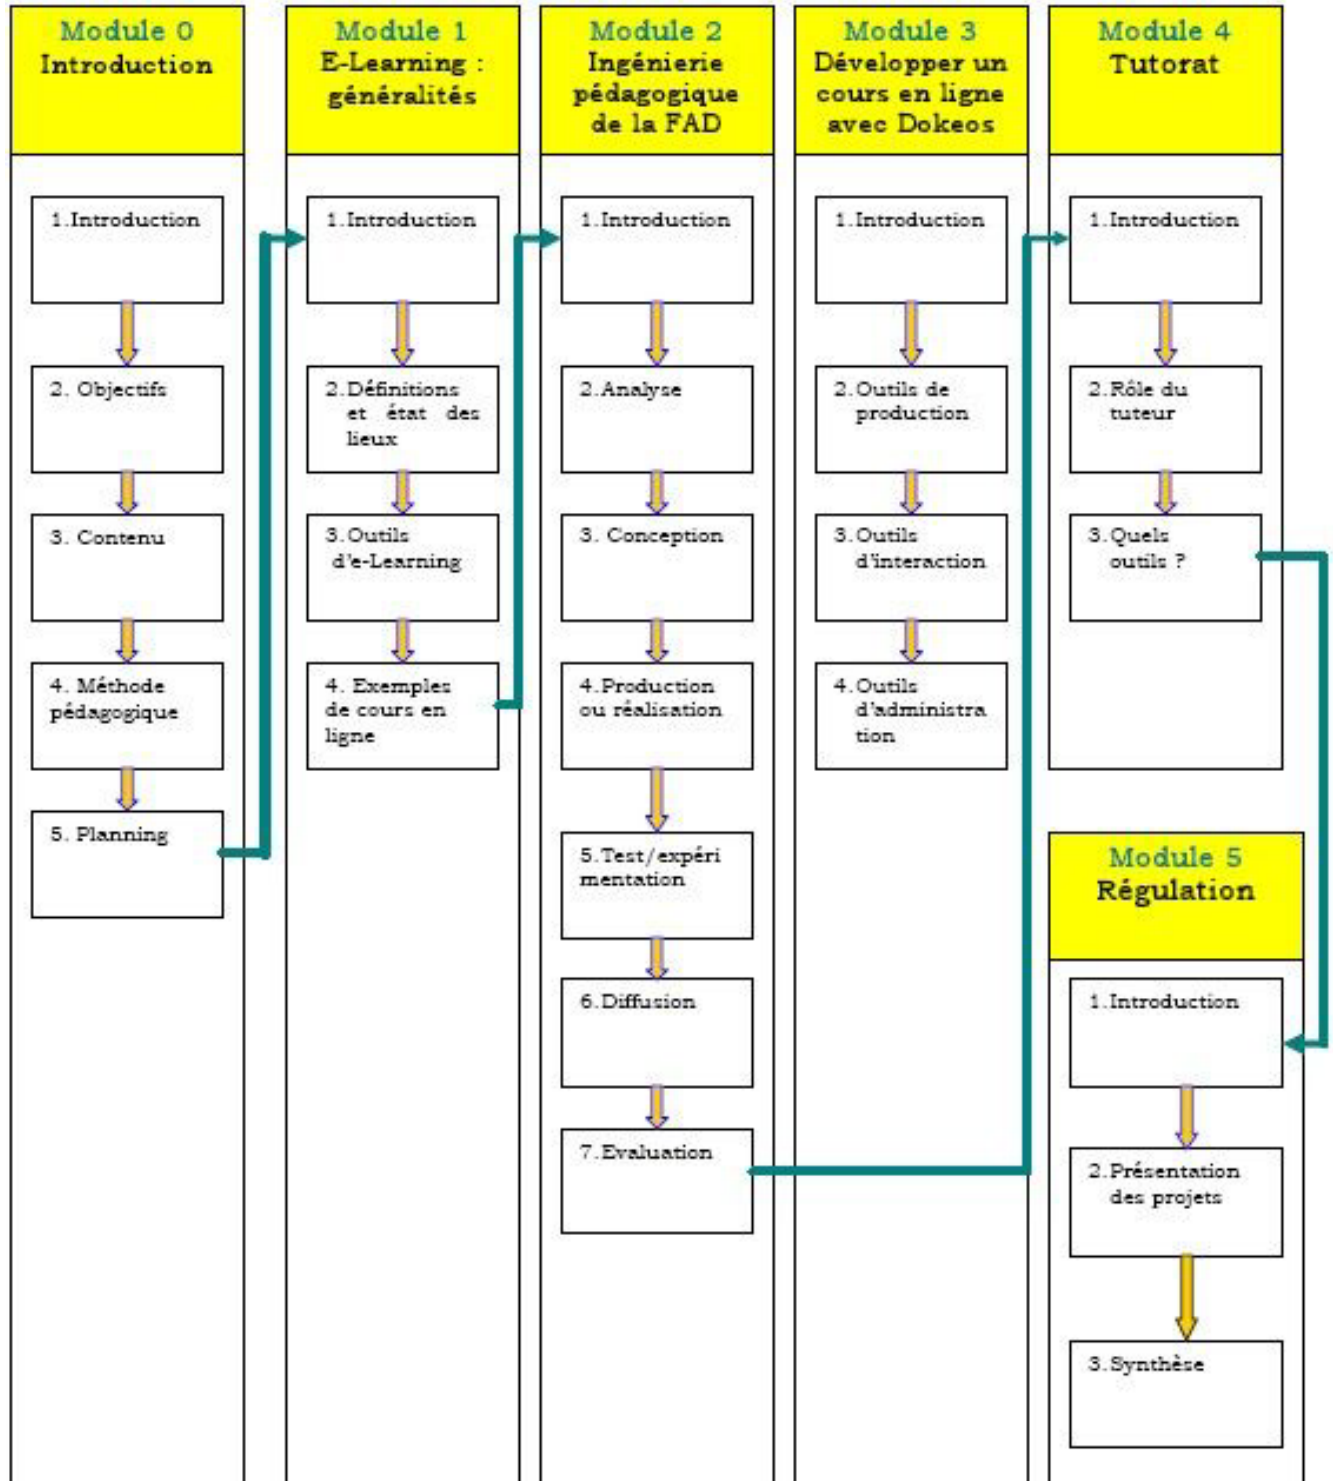 Module 0
Introduction
1.Introduction
2. Objectifs
3. Contenu
4. Méthode
pédagogique
5. Planning
Module 1
E-Learning :
généralités
1.Introduction
2.Définitions
et état des
lieux
3.Outils
d'e-Learning
4. Exemples
de cours en
ligne
Module 2
Ingénierie
pédagogique
de la FAD
1.Introduction
2.Analyse
3. Conception
4.Production
ou réalisation
5.Test/expéri
mentation
6.Diffusion
7.Evaluation
Module 3
Développer un
cours en ligne
avec Dokeos
1.Introduction
2.Outils de
production
3.Outils
d'interaction
4.Outils
d'administra
tion
Module 4
Tutorat
1.Introduction
2.Rôle du
tuteur
3.Quels
outils ?
Module 5
Régulation
1.Introduction
2.Présentation
des projets
3.Synthèse